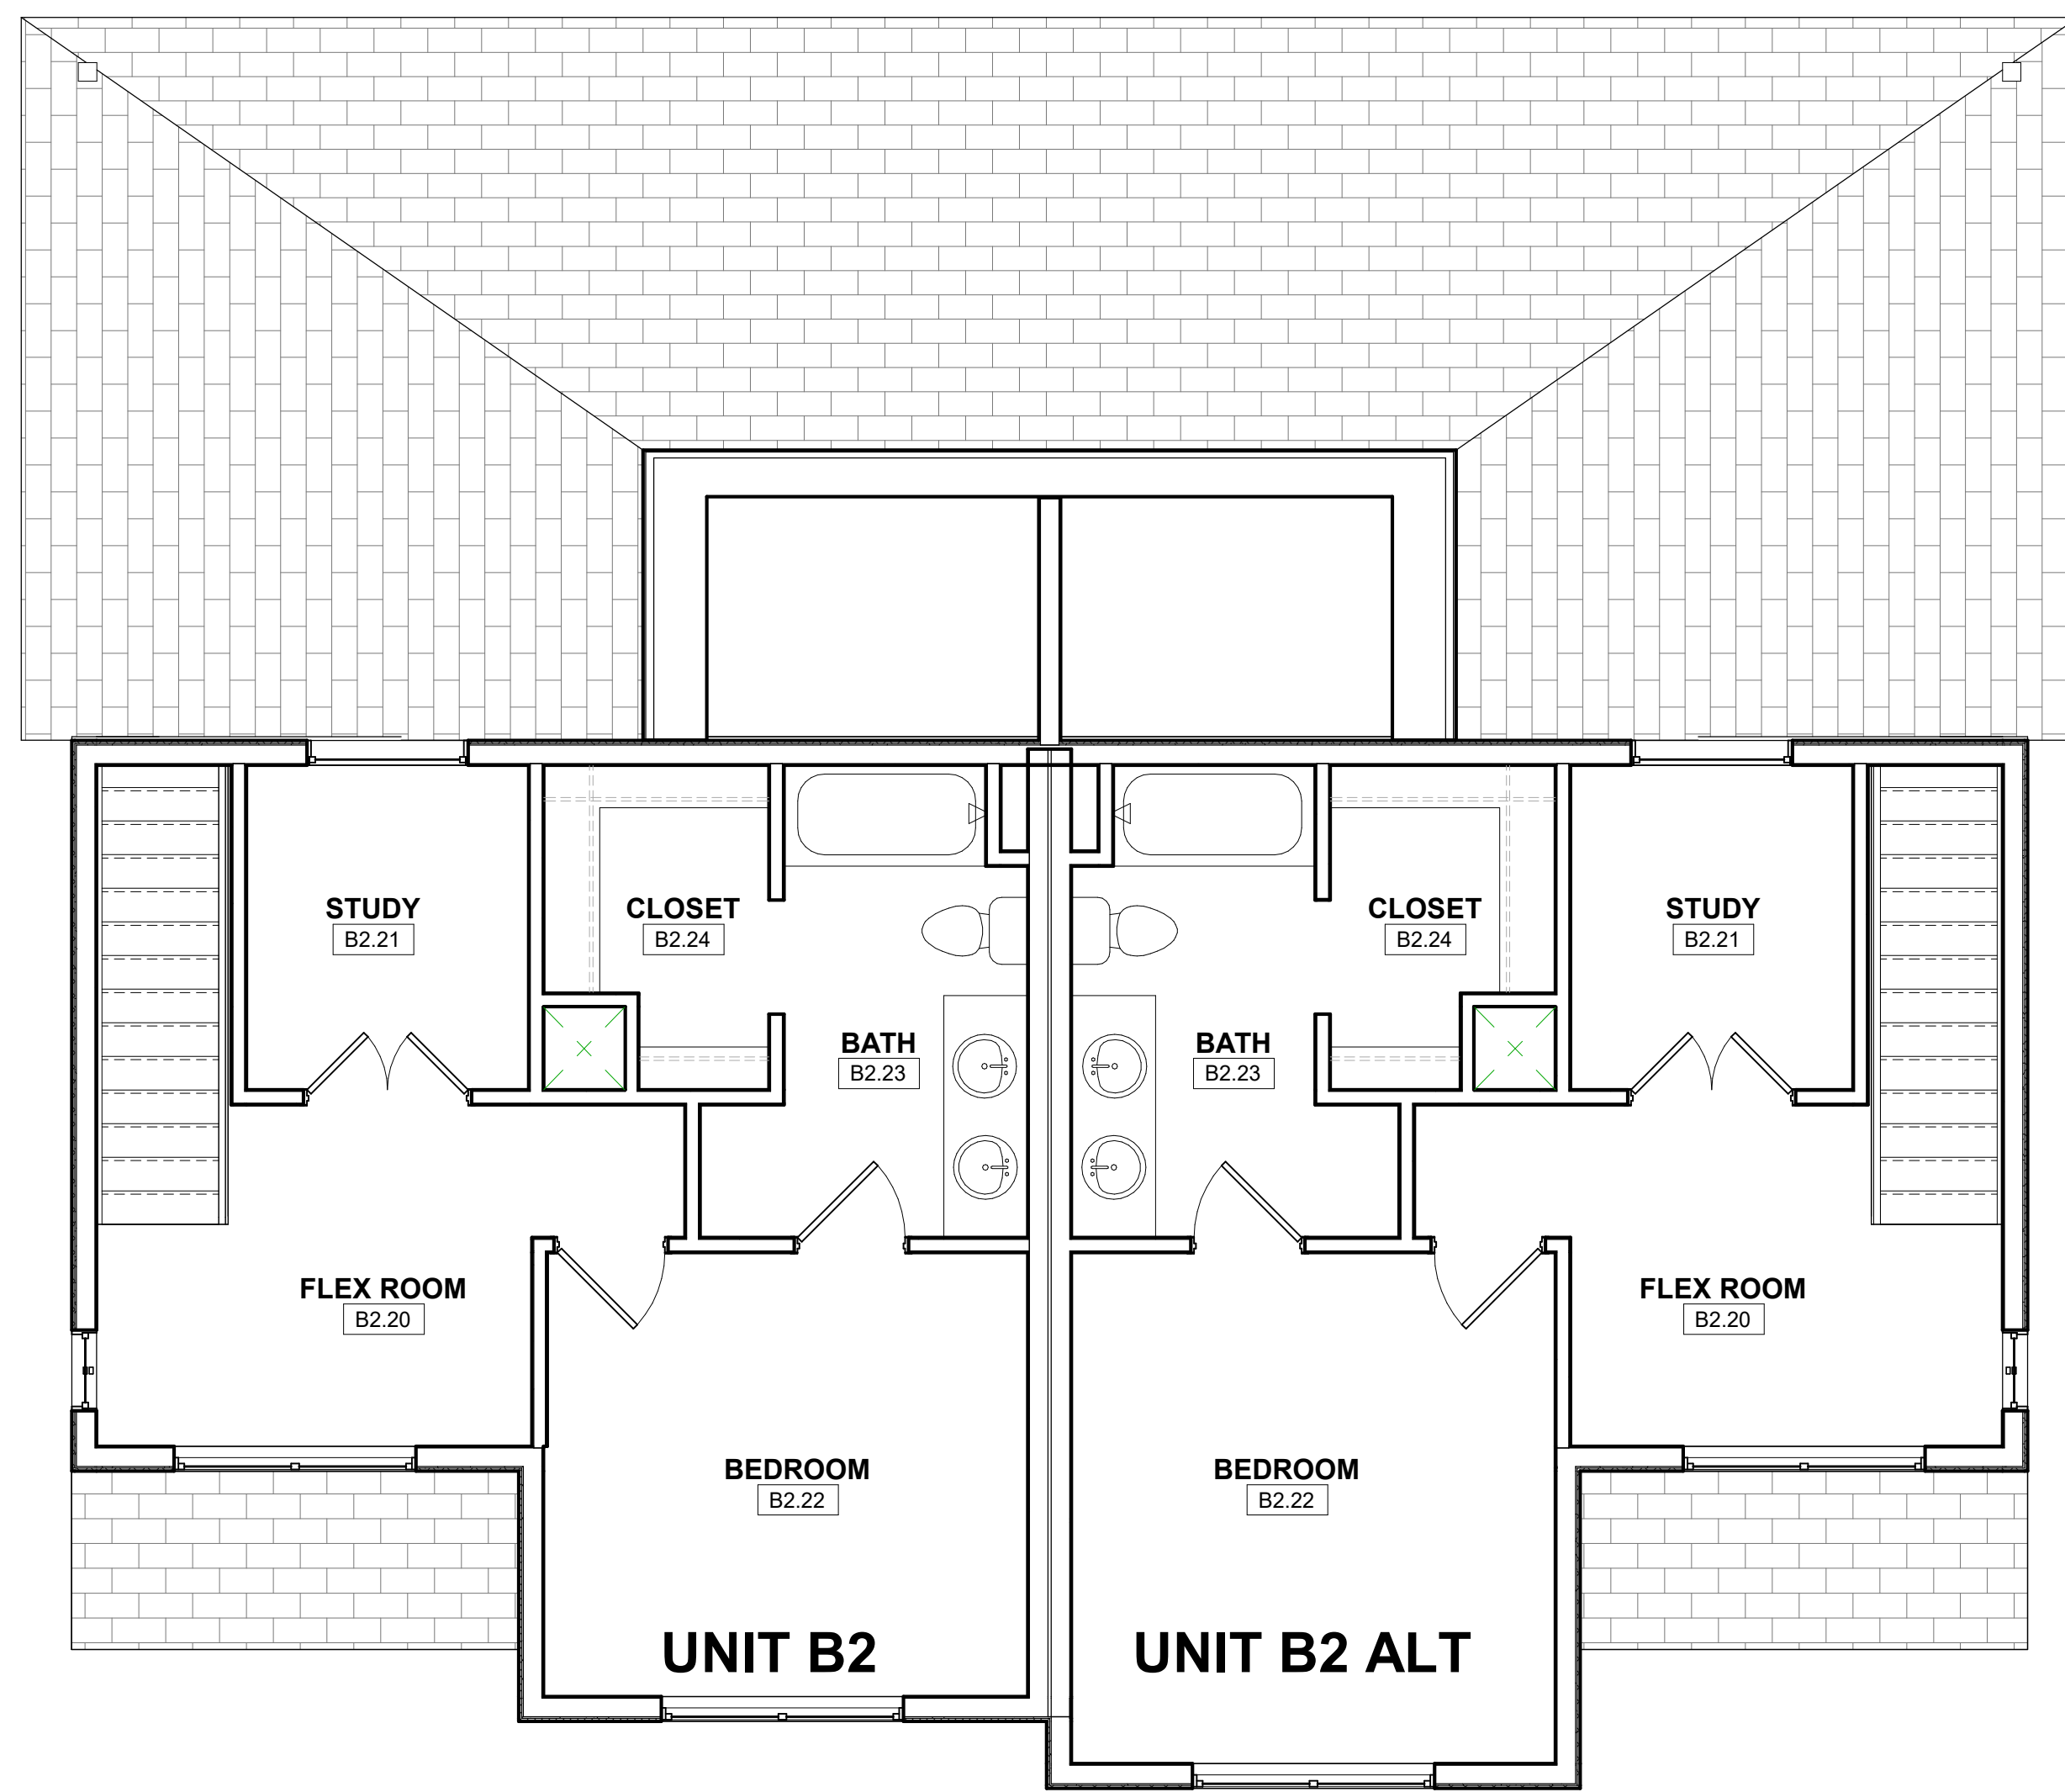 STUDY
B2.21
CLOSET
B2.24
CLOSET
B2.24
STUDY
B2.21
BATH
B2.23
BATH
B2.23
FLEX ROOM
B2.20
FLEX ROOM
B2.20
BEDROOM
B2.22
BEDROOM
B2.22
UNIT B2
UNIT B2 ALT